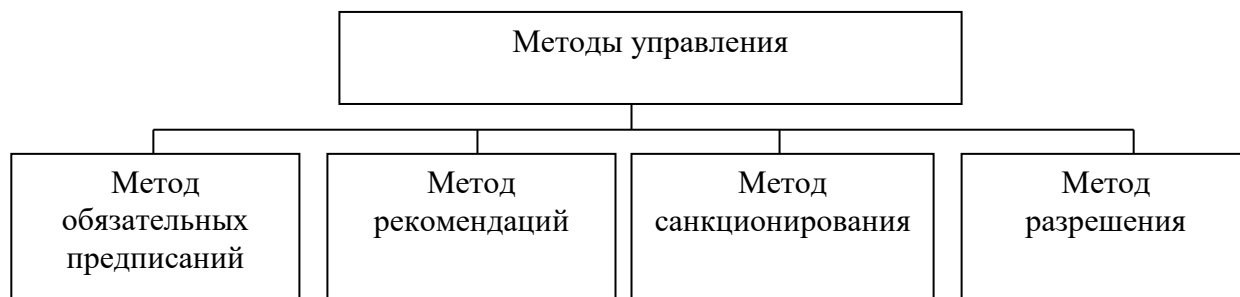 Методы управления
Метод
обязательных
предписаний
Метод
рекомендаций
Метод
санкционирования
Метод
разрешения